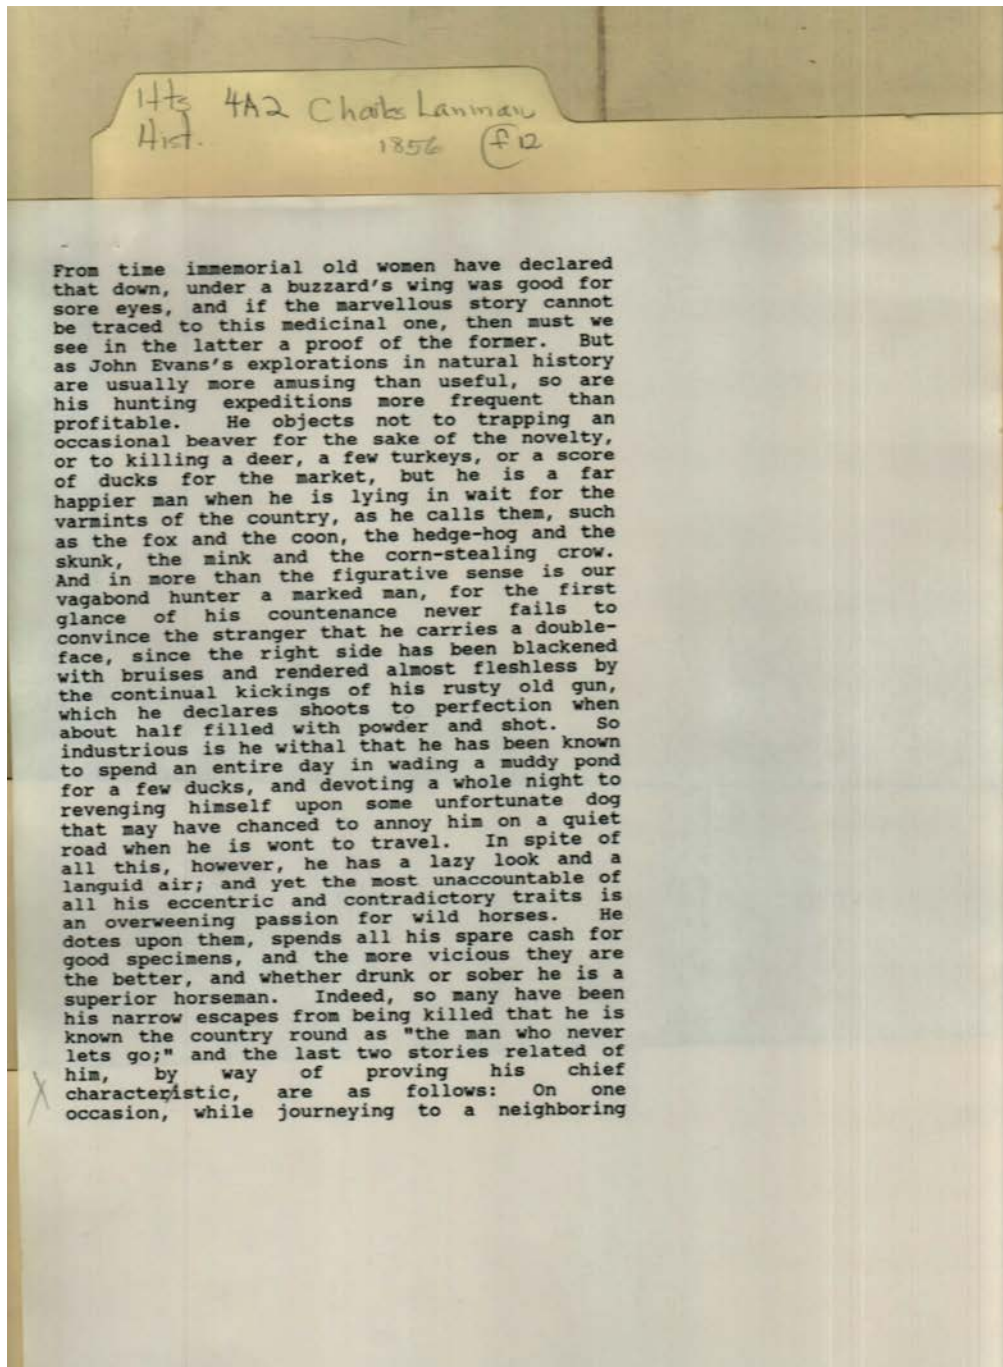 Hts 4A2 Charles Lanman
Hist. 1856 f12
From time immemorial old women have declared
that down, under a buzzard's wing was good for
sore eyes, and if the marvellous story cannot
be traced to this medicinal one, then must we
see in the latter a proof of the former. But
as John Evans's explorations in natural history
are usually more amusing than useful, so are
his hunting expeditions more frequent than
profitable. He objects not to trapping an
occasional beaver for the sake of the novelty,
or to killing a deer, a few turkeys, or a score
of ducks for the market, but he is a far
happier man when he is lying in wait for the
varmints of the country, as he calls them, such
as the fox and the coon, the hedge-hog and the
skunk, the mink and the corn-stealing crow.
And in more than the figurative sense is our
vagabond hunter a marked man, for the first
glance of his countenance never fails to
convince the stranger that he carries a double-
face, since the right side has been blackened
with bruises and rendered almost fleshless by
the continual kickings of his rusty old gun,
which he declares shoots to perfection when
about half filled with powder and shot. So
industrious is he withal that he has been known
to spend an entire day in wading a muddy pond
for a few ducks, and devoting a whole night to
revenging himself upon some unfortunate dog
that may have chanced to annoy him on a quiet
road when he is wont to travel. In spite of
all this, however, he has a lazy look and a
languid air; and yet the most unaccountable of
all his eccentric and contradictory traits is
an overweening passion for wild horses. He
dotes upon them, spends all his spare cash for
good specimens, and the more vicious they are
the better, and whether drunk or sober he is a
superior horseman. Indeed, so many have been
his narrow escapes from being killed that he is
known the country round as "the man who never
lets go;" and the last two stories related of
him, by way of proving his chief
characteristic, are as follows: On one
occasion, while journeying to a neighboring